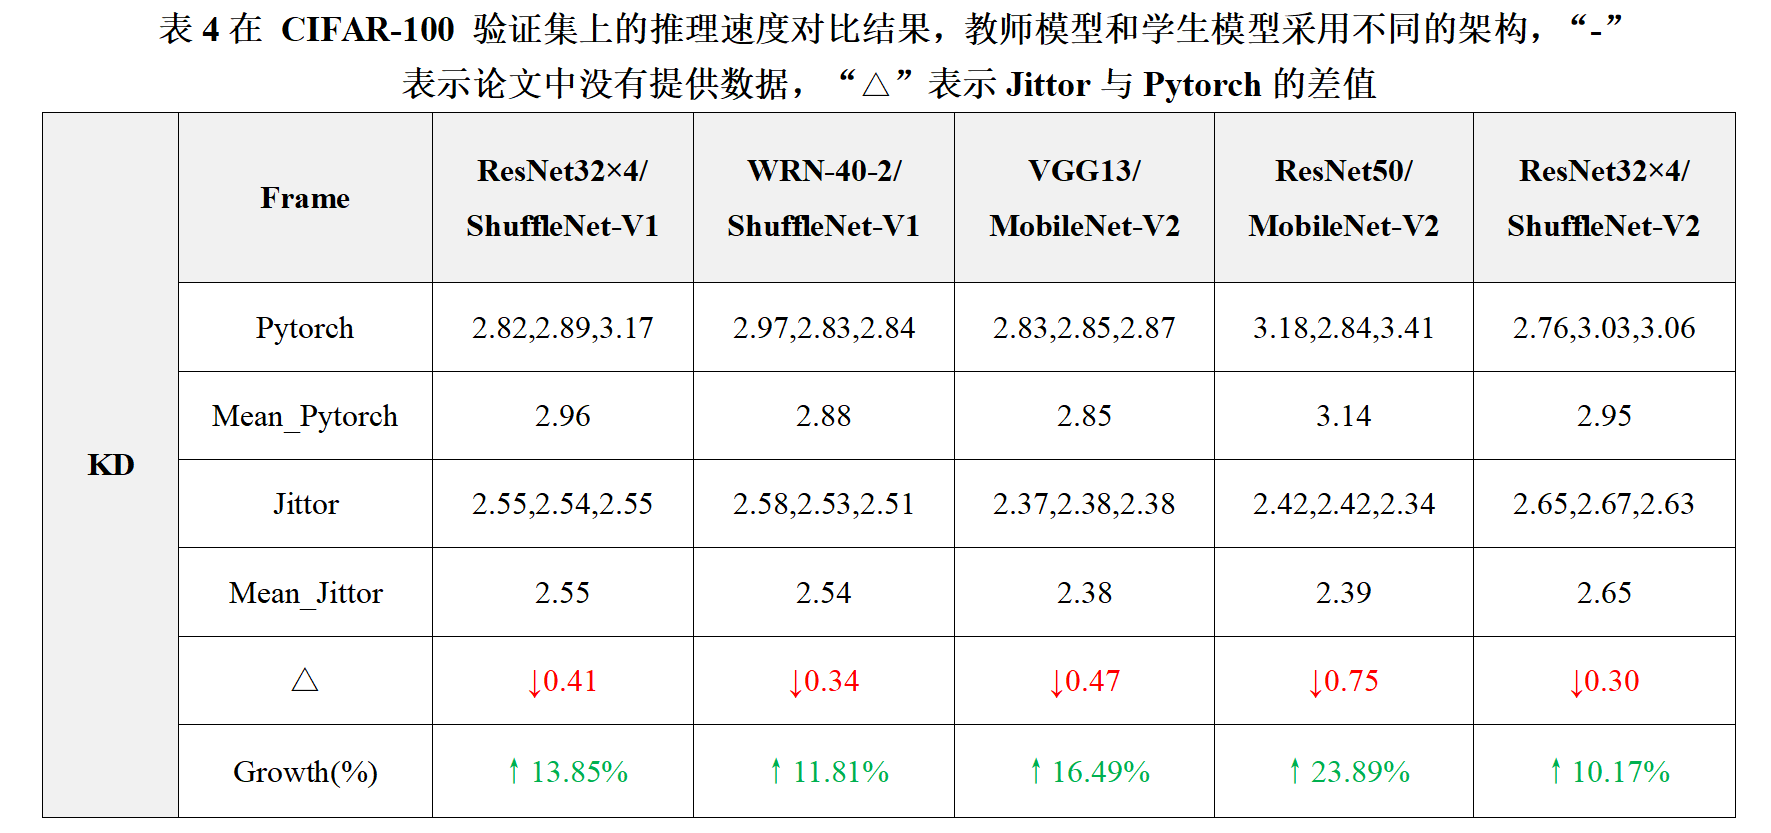 表 4 在 CIFAR-100 验证集上的推理速度对比结果，教师模型和学生模型采用不同的架构，“-”
表示论文中没有提供数据，“△”表示 Jittor 与 Pytorch 的差值
KD
Frame
ResNet32×4/
ShuffleNet-V1
WRN-40-2/
ShuffleNet-V1
VGG13/
MobileNet-V2
ResNet50/
MobileNet-V2
ResNet32×4/
ShuffleNet-V2
Pytorch 2.82,2.89,3.17 2.97,2.83,2.84 2.83,2.85,2.87 3.18,2.84,3.41 2.76,3.03,3.06
Mean_Pytorch 2.96 2.88 2.85 3.14 2.95
Jittor 2.55,2.54,2.55 2.58,2.53,2.51 2.37,2.38,2.38 2.42,2.42,2.34 2.65,2.67,2.63
Mean_Jittor 2.55 2.54 2.38 2.39 2.65
△ ↓0.41 ↓0.34 ↓0.47 ↓0.75 ↓0.30
Growth(%) ↑13.85% ↑11.81% ↑16.49% ↑23.89% ↑10.17%